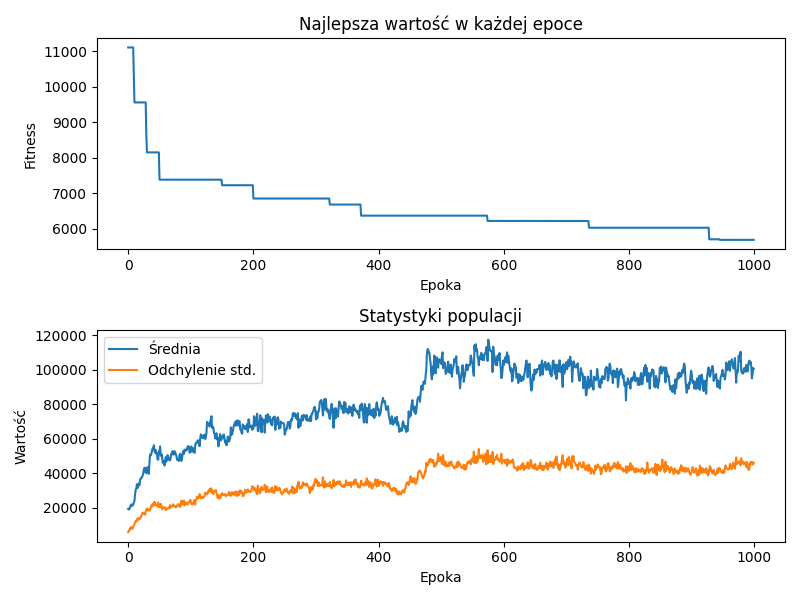 Najlepsza wartość w każdej epoce
11000
10000
9000
8000
7000
6000
Fitness
0 200 400 600 800 1000
Epoka
Statystyki populacji
120000
100000
80000
60000
40000
20000
Wartość
Średnia
Odchylenie std.
0 200 400 600 800 1000
Epoka